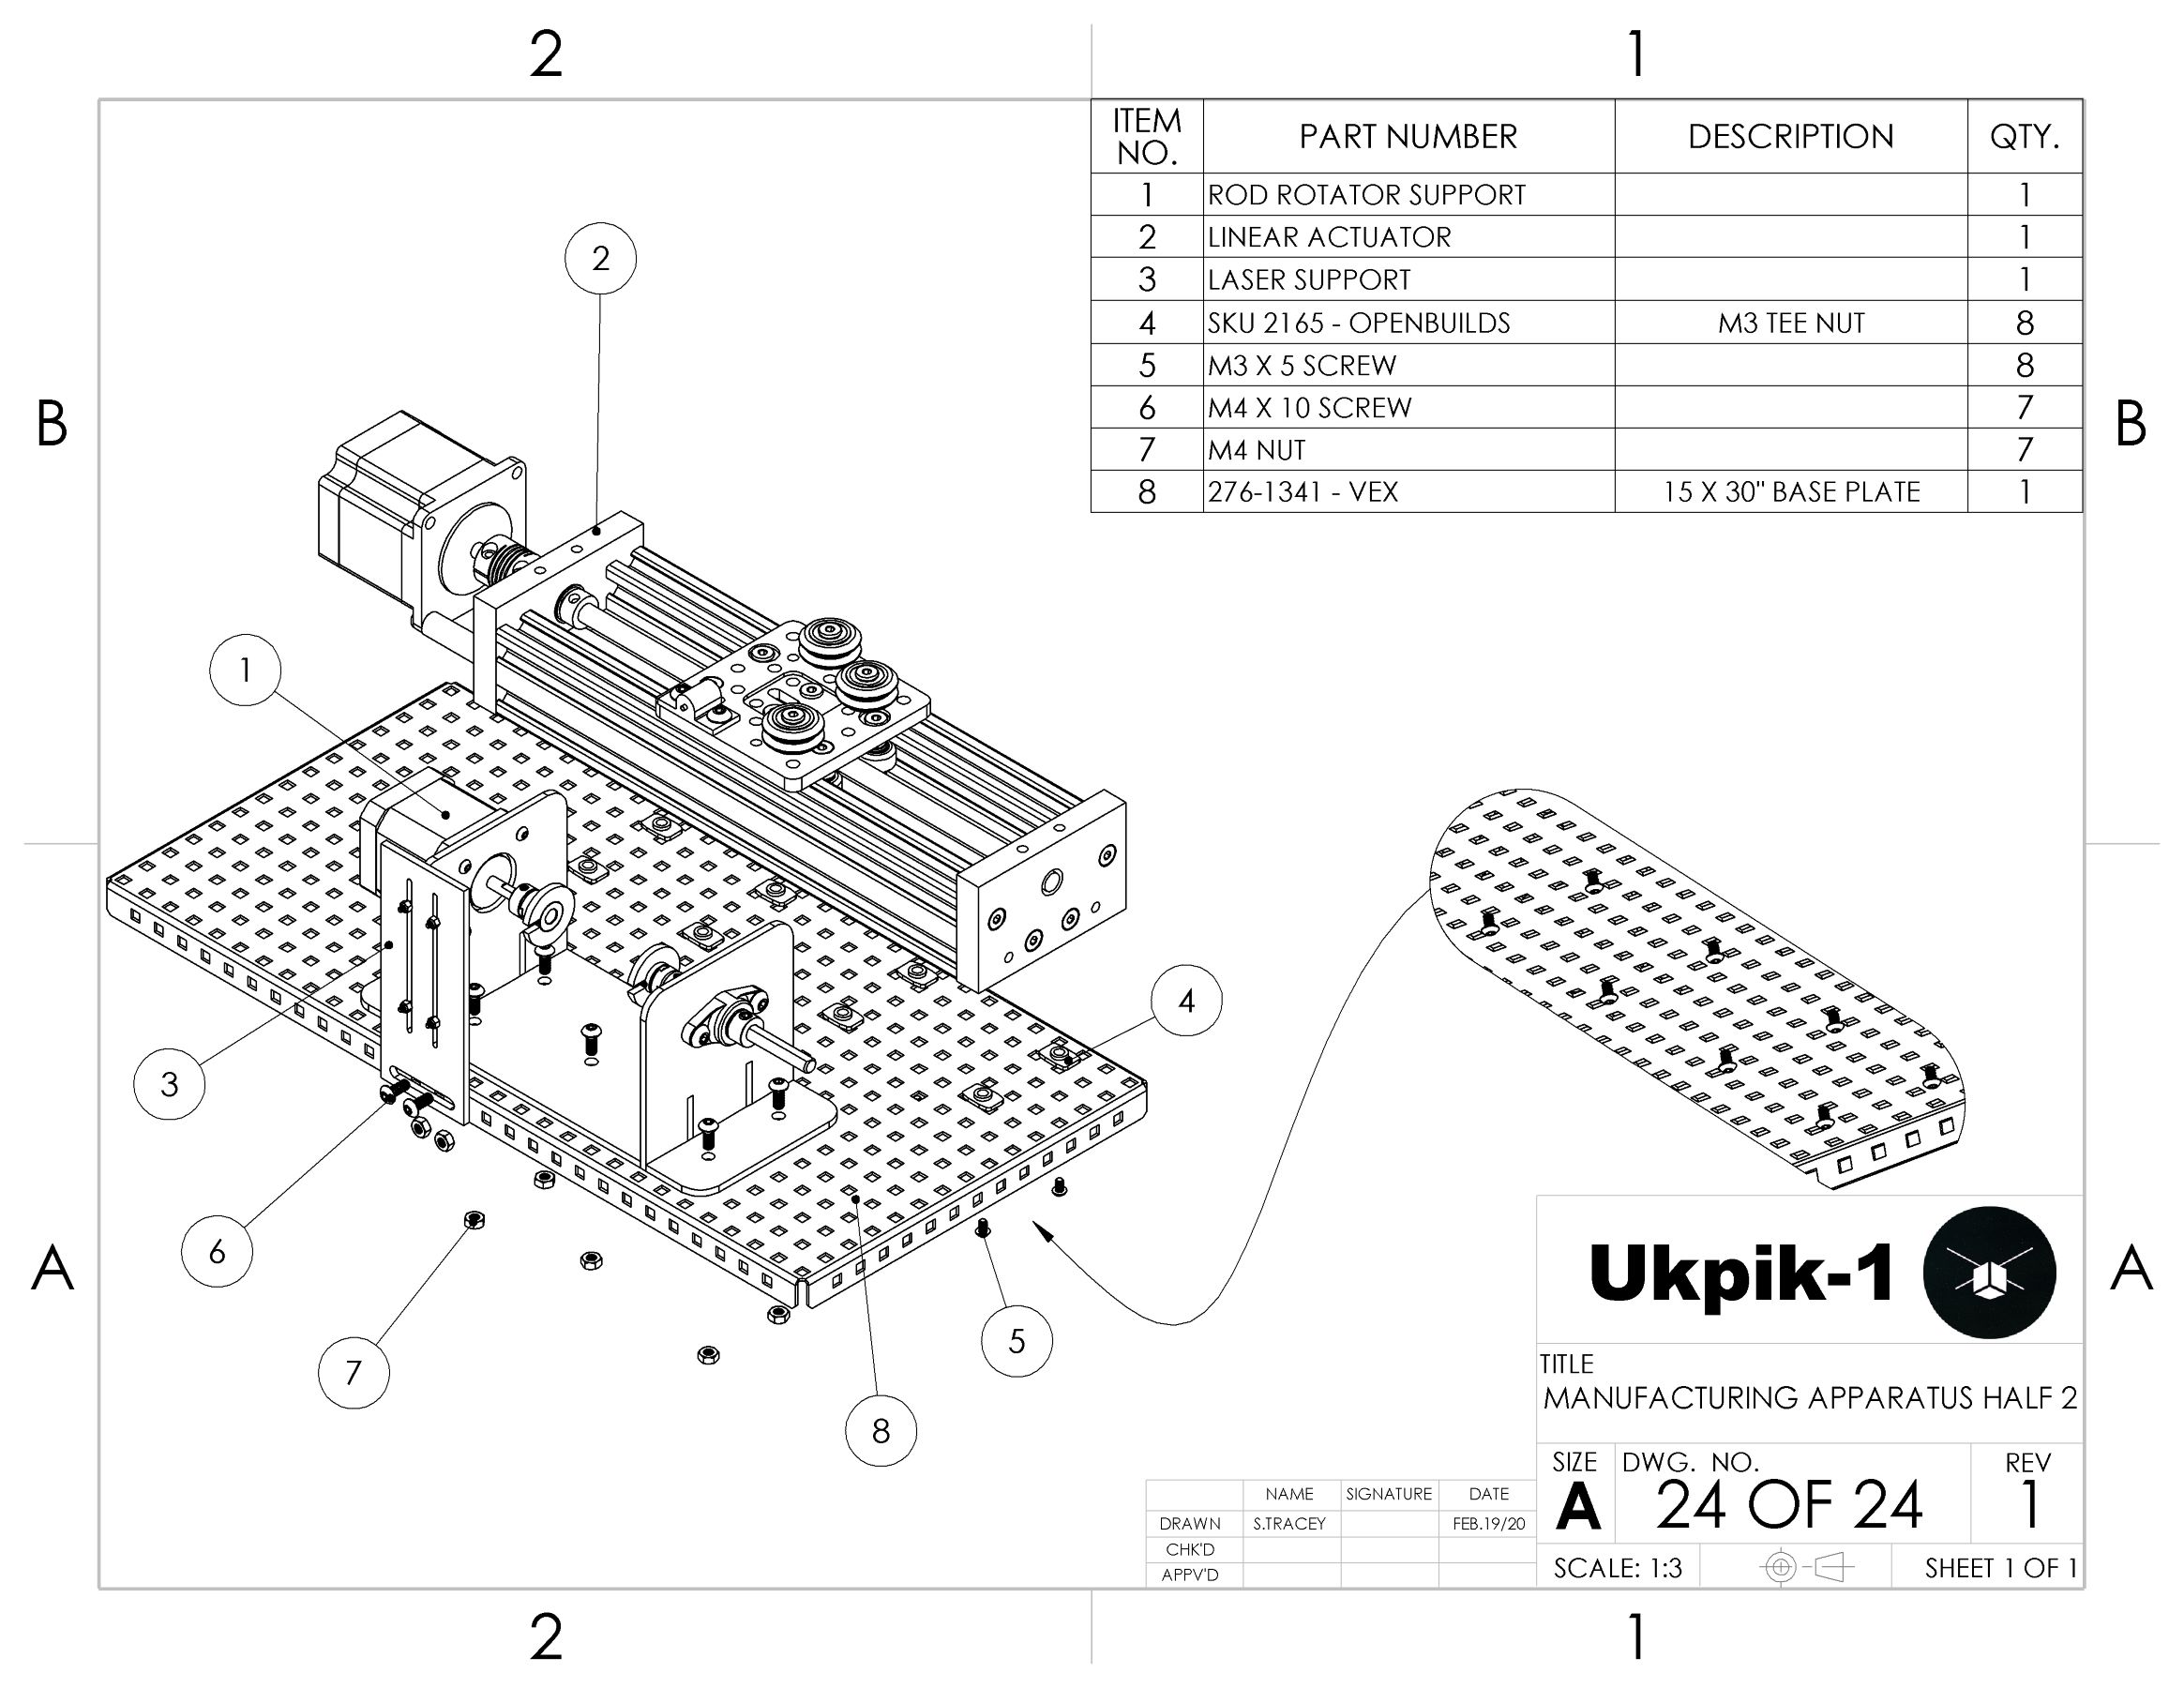 2 1
ITEM NO. PART NUMBER DESCRIPTION QTY.
1 ROD ROTATOR SUPPORT 1
2 LINEAR ACTUATOR 1
3 LASER SUPPORT 1
4 SKU 2165 - OPENBUILDS M3 TEE NUT 8
5 M3 X 5 SCREW 8
6 M4 X 10 SCREW 7
7 M4 NUT 7
8 276-1341 - VEX 15 X 30" BASE PLATE 1
2
B B
1
4
3
6
5
7
8
A A
Ukpik-1
TITLE
MANUFACTURING APPARATUS HALF 2
SIZE DWG. NO. REV
A 24 OF 24 1
SCALE: 1:3 SHEET 1 OF 1
NAME SIGNATURE DATE
DRAWN S.TRACEY FEB.19/20
CHK'D
APPV'D
2 1